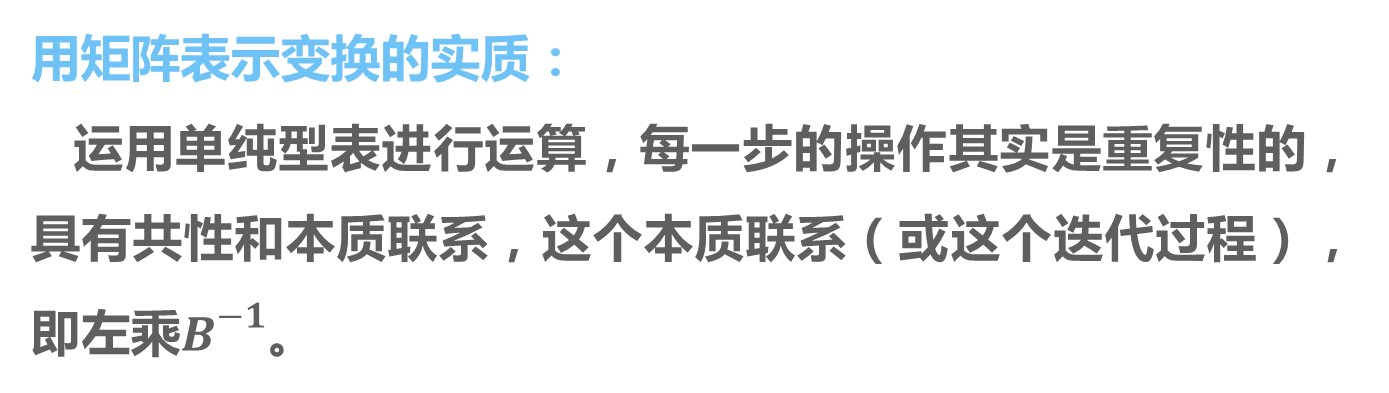 用矩阵表示变换的实质：
运用单纯型表进行运算，每一步的操作其实是重复性的，
具有共性和本质联系，这个本质联系（或这个迭代过程），
即左乘B⁻¹。